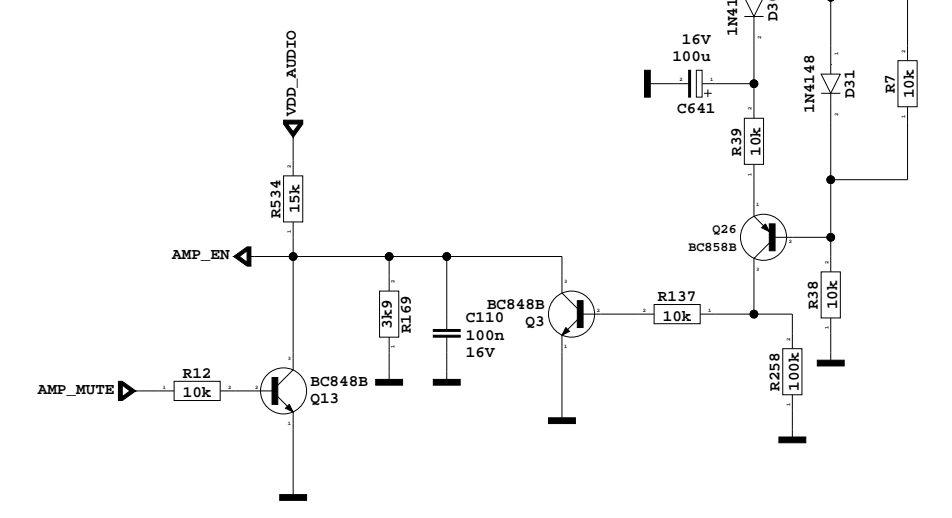 1N41
D30
16V
100u
C641
1N4148
D31
R7
10k
VDD_AUDIO
R39
10k
R534
15k
Q26
BC858B
AMP_EN
3k9
R169
C110
100n
16V
BC848B
Q3
R137
10k
R38
10k
R258
100k
AMP_MUTE
R12
10k
BC848B
Q13